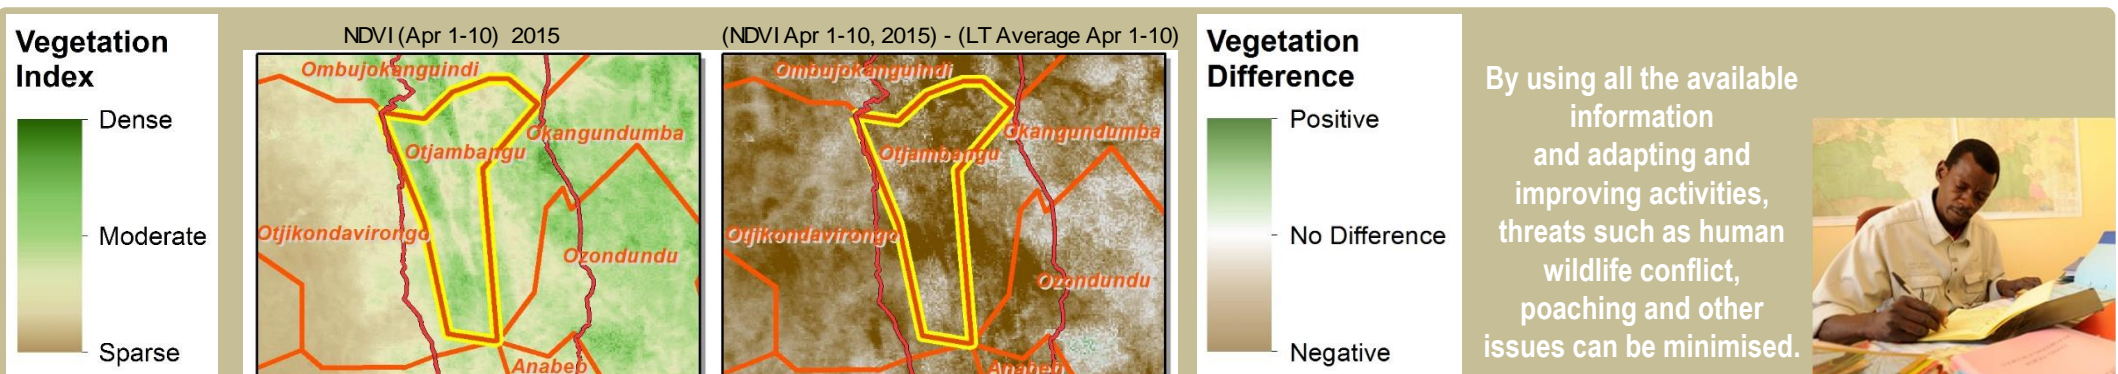 Vegetation
Index
Dense
Moderate
Sparse
NDVI (Apr 1-10) 2015
Ombujokanguindi
Okangundumba
Otjambangu
Otjikondavirongo
Ozondundu
Anabeb
(NDVI Apr 1-10, 2015) - (LT Average Apr 1-10)
Ombujokanguindi
Okangundumba
Otjambangu
Otjikondavirongo
Ozondundu
Anabeb
Vegetation
Difference
Positive
No Difference
Negative
By using all the available
information
and adapting and
improving activities,
threats such as human
wildlife conflict,
poaching and other
issues can be minimised.